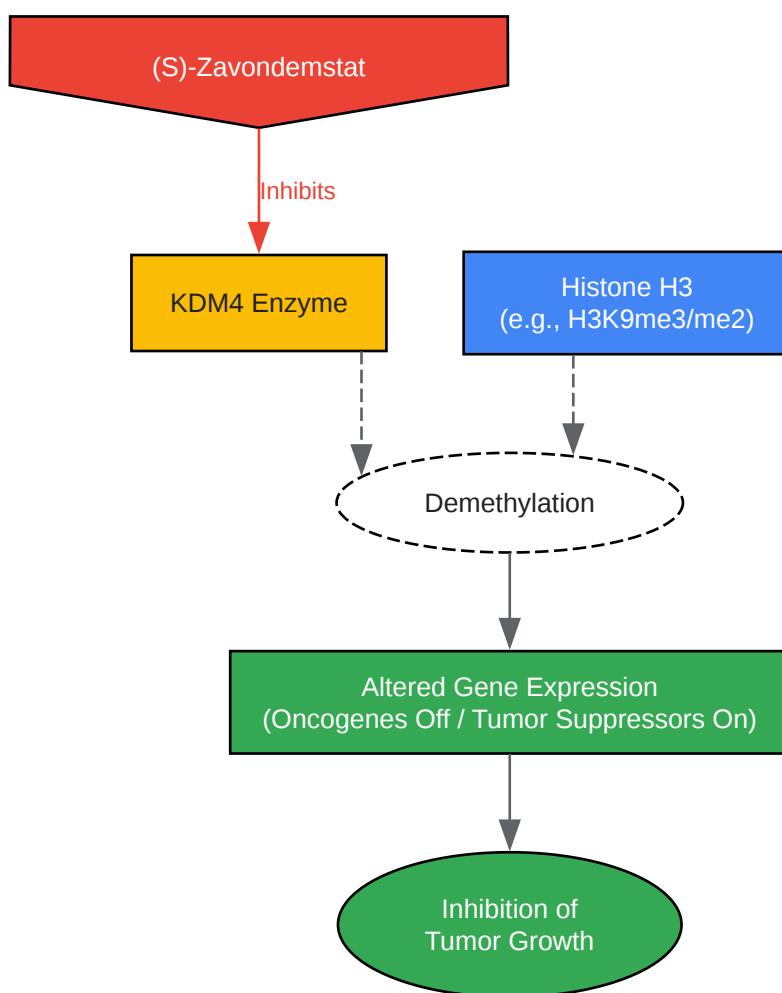 (S)-Zavondemstat
Inhibits
KDM4 Enzyme
Histone H3
(e.g., H3K9me3/me2)
Demethylation
Altered Gene Expression
(Oncogenes Off / Tumor Suppressors On)
Inhibition of
Tumor Growth